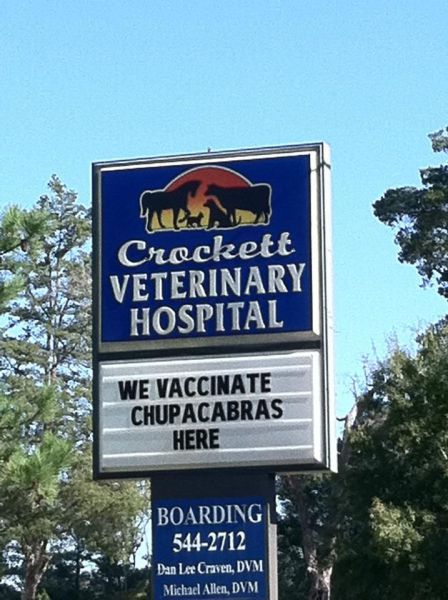 Crockett
VETERINARY
HOSPITAL
WE VACCINATE
CHUPACABRAS
HERE
BOARDING
544-2712
Dan Lee Craven, DVM
Michael Allen, DVM